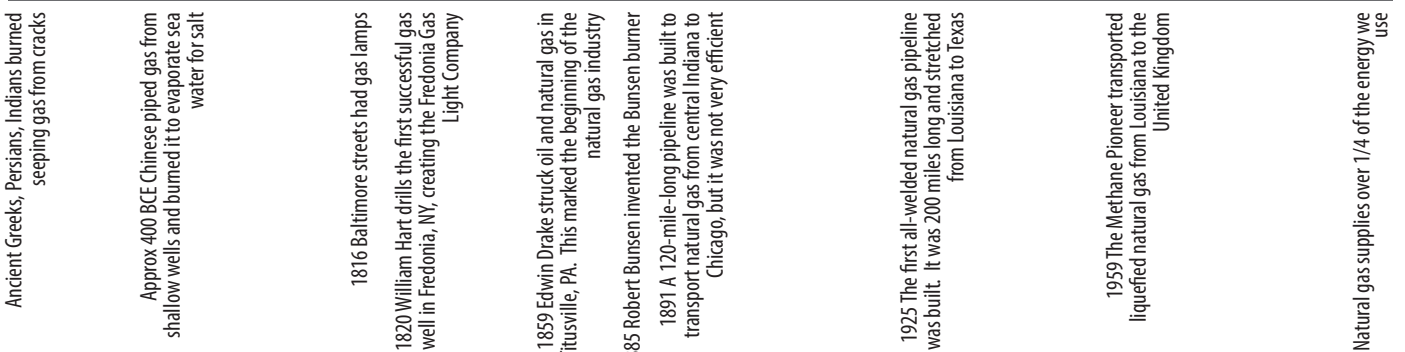 Ancient Greeks, Persians, Indians burned
seeping gas from cracks
Approx 400 BCE Chinese piped gas from
shallow wells and burned it to evaporate sea
water for salt
1816 Baltimore streets had gas lamps
1820 William Hart drills the first successful gas
well in Fredonia, NY, creating the Fredonia Gas
Light Company
1859 Edwin Drake struck oil and natural gas in
itusville, PA.  This marked the beginning of the
natural gas industry
85 Robert Bunsen invented the Bunsen burner
1891 A 120-mile-long pipeline was built to
transport natural gas from central Indiana to
Chicago, but it was not very efficient
1925 The first all-welded natural gas pipeline
was built.  It was 200 miles long and stretched
from Louisiana to Texas
1959 The Methane Pioneer transported
liquefied natural gas from Louisiana to the
United Kingdom
Natural gas supplies over 1/4 of the energy we
use